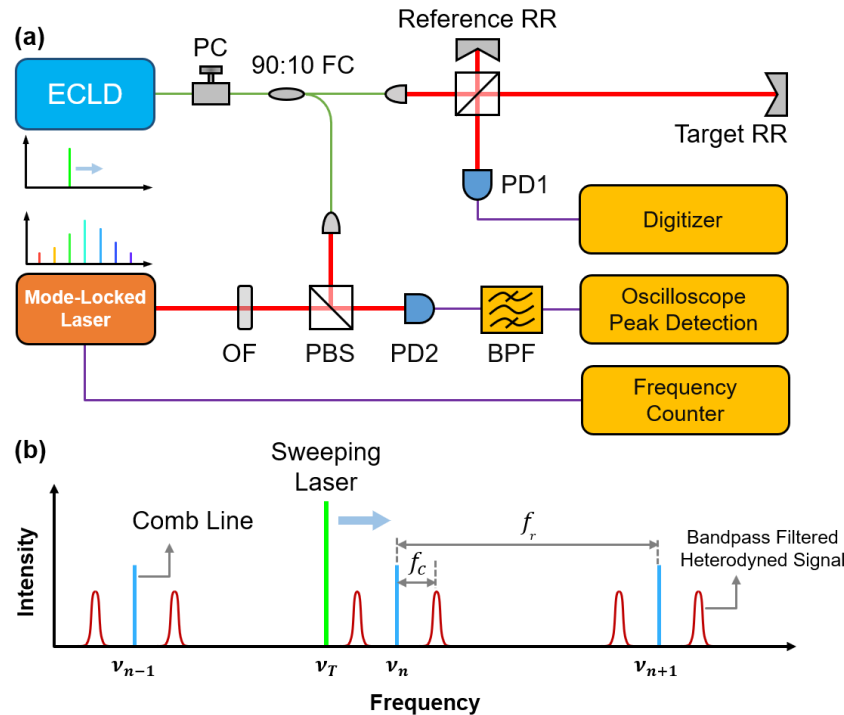 (a)
Reference RR
PC
90:10 FC
ECLD
Target RR
PD1
Digitizer
Mode-Locked
Laser
Oscilloscope
Peak Detection
OF
PBS
PD2
BPF
Frequency
Counter
(b)
Sweeping
Laser
Comb Line
f_r
Bandpass Filtered
Heterodyned Signal
f_c
Intensity
ν_{n−1}
ν_T
ν_n
ν_{n+1}
Frequency